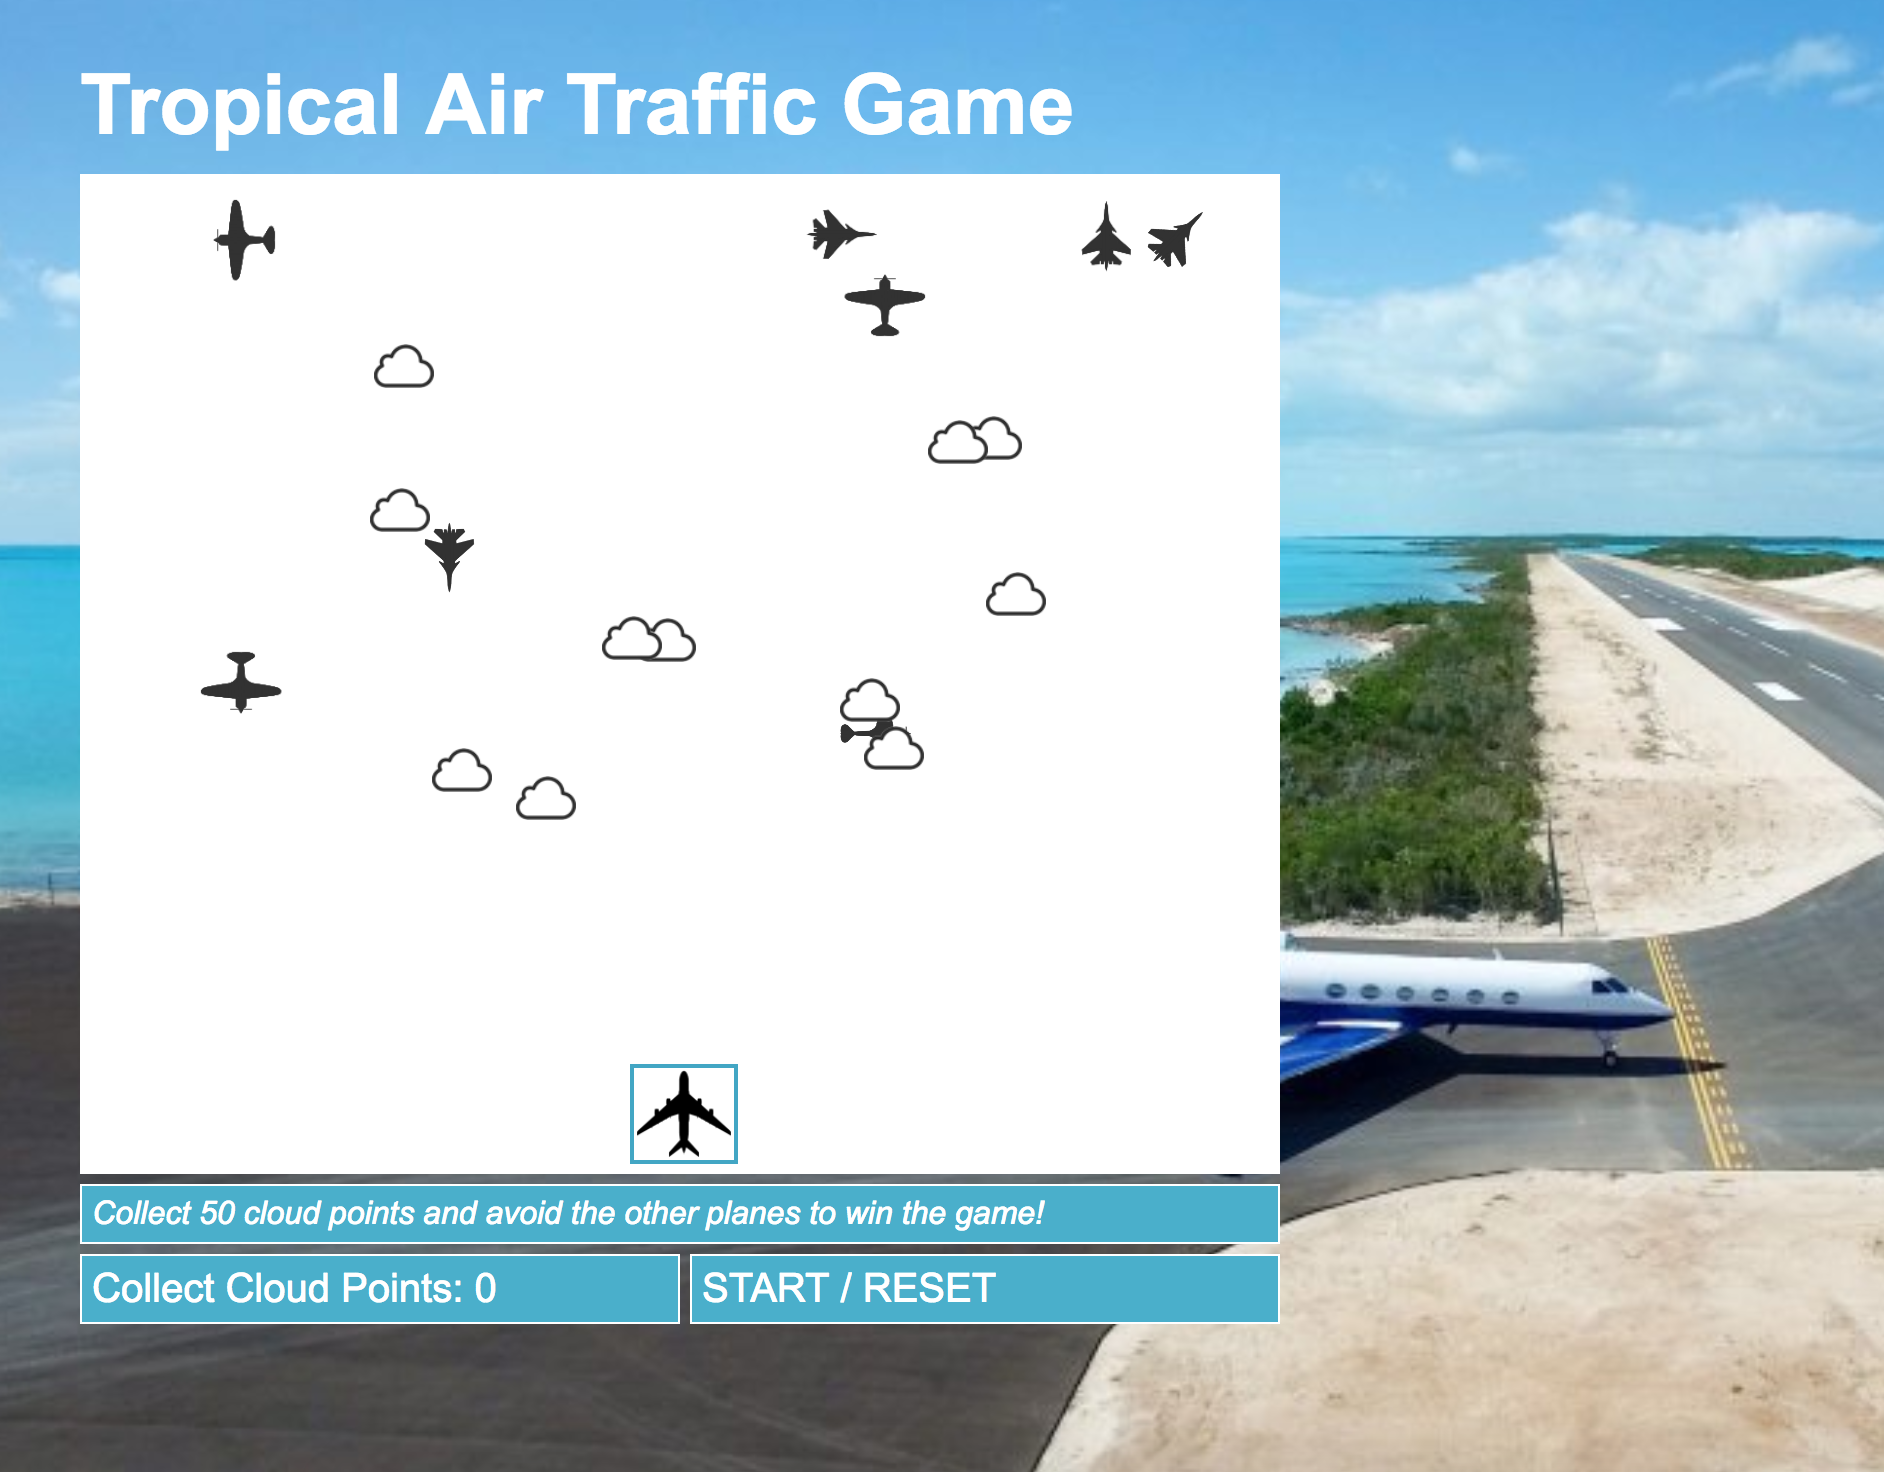 Tropical Air Traffic Game
Collect 50 cloud points and avoid the other planes to win the game!
Collect Cloud Points: 0
START / RESET